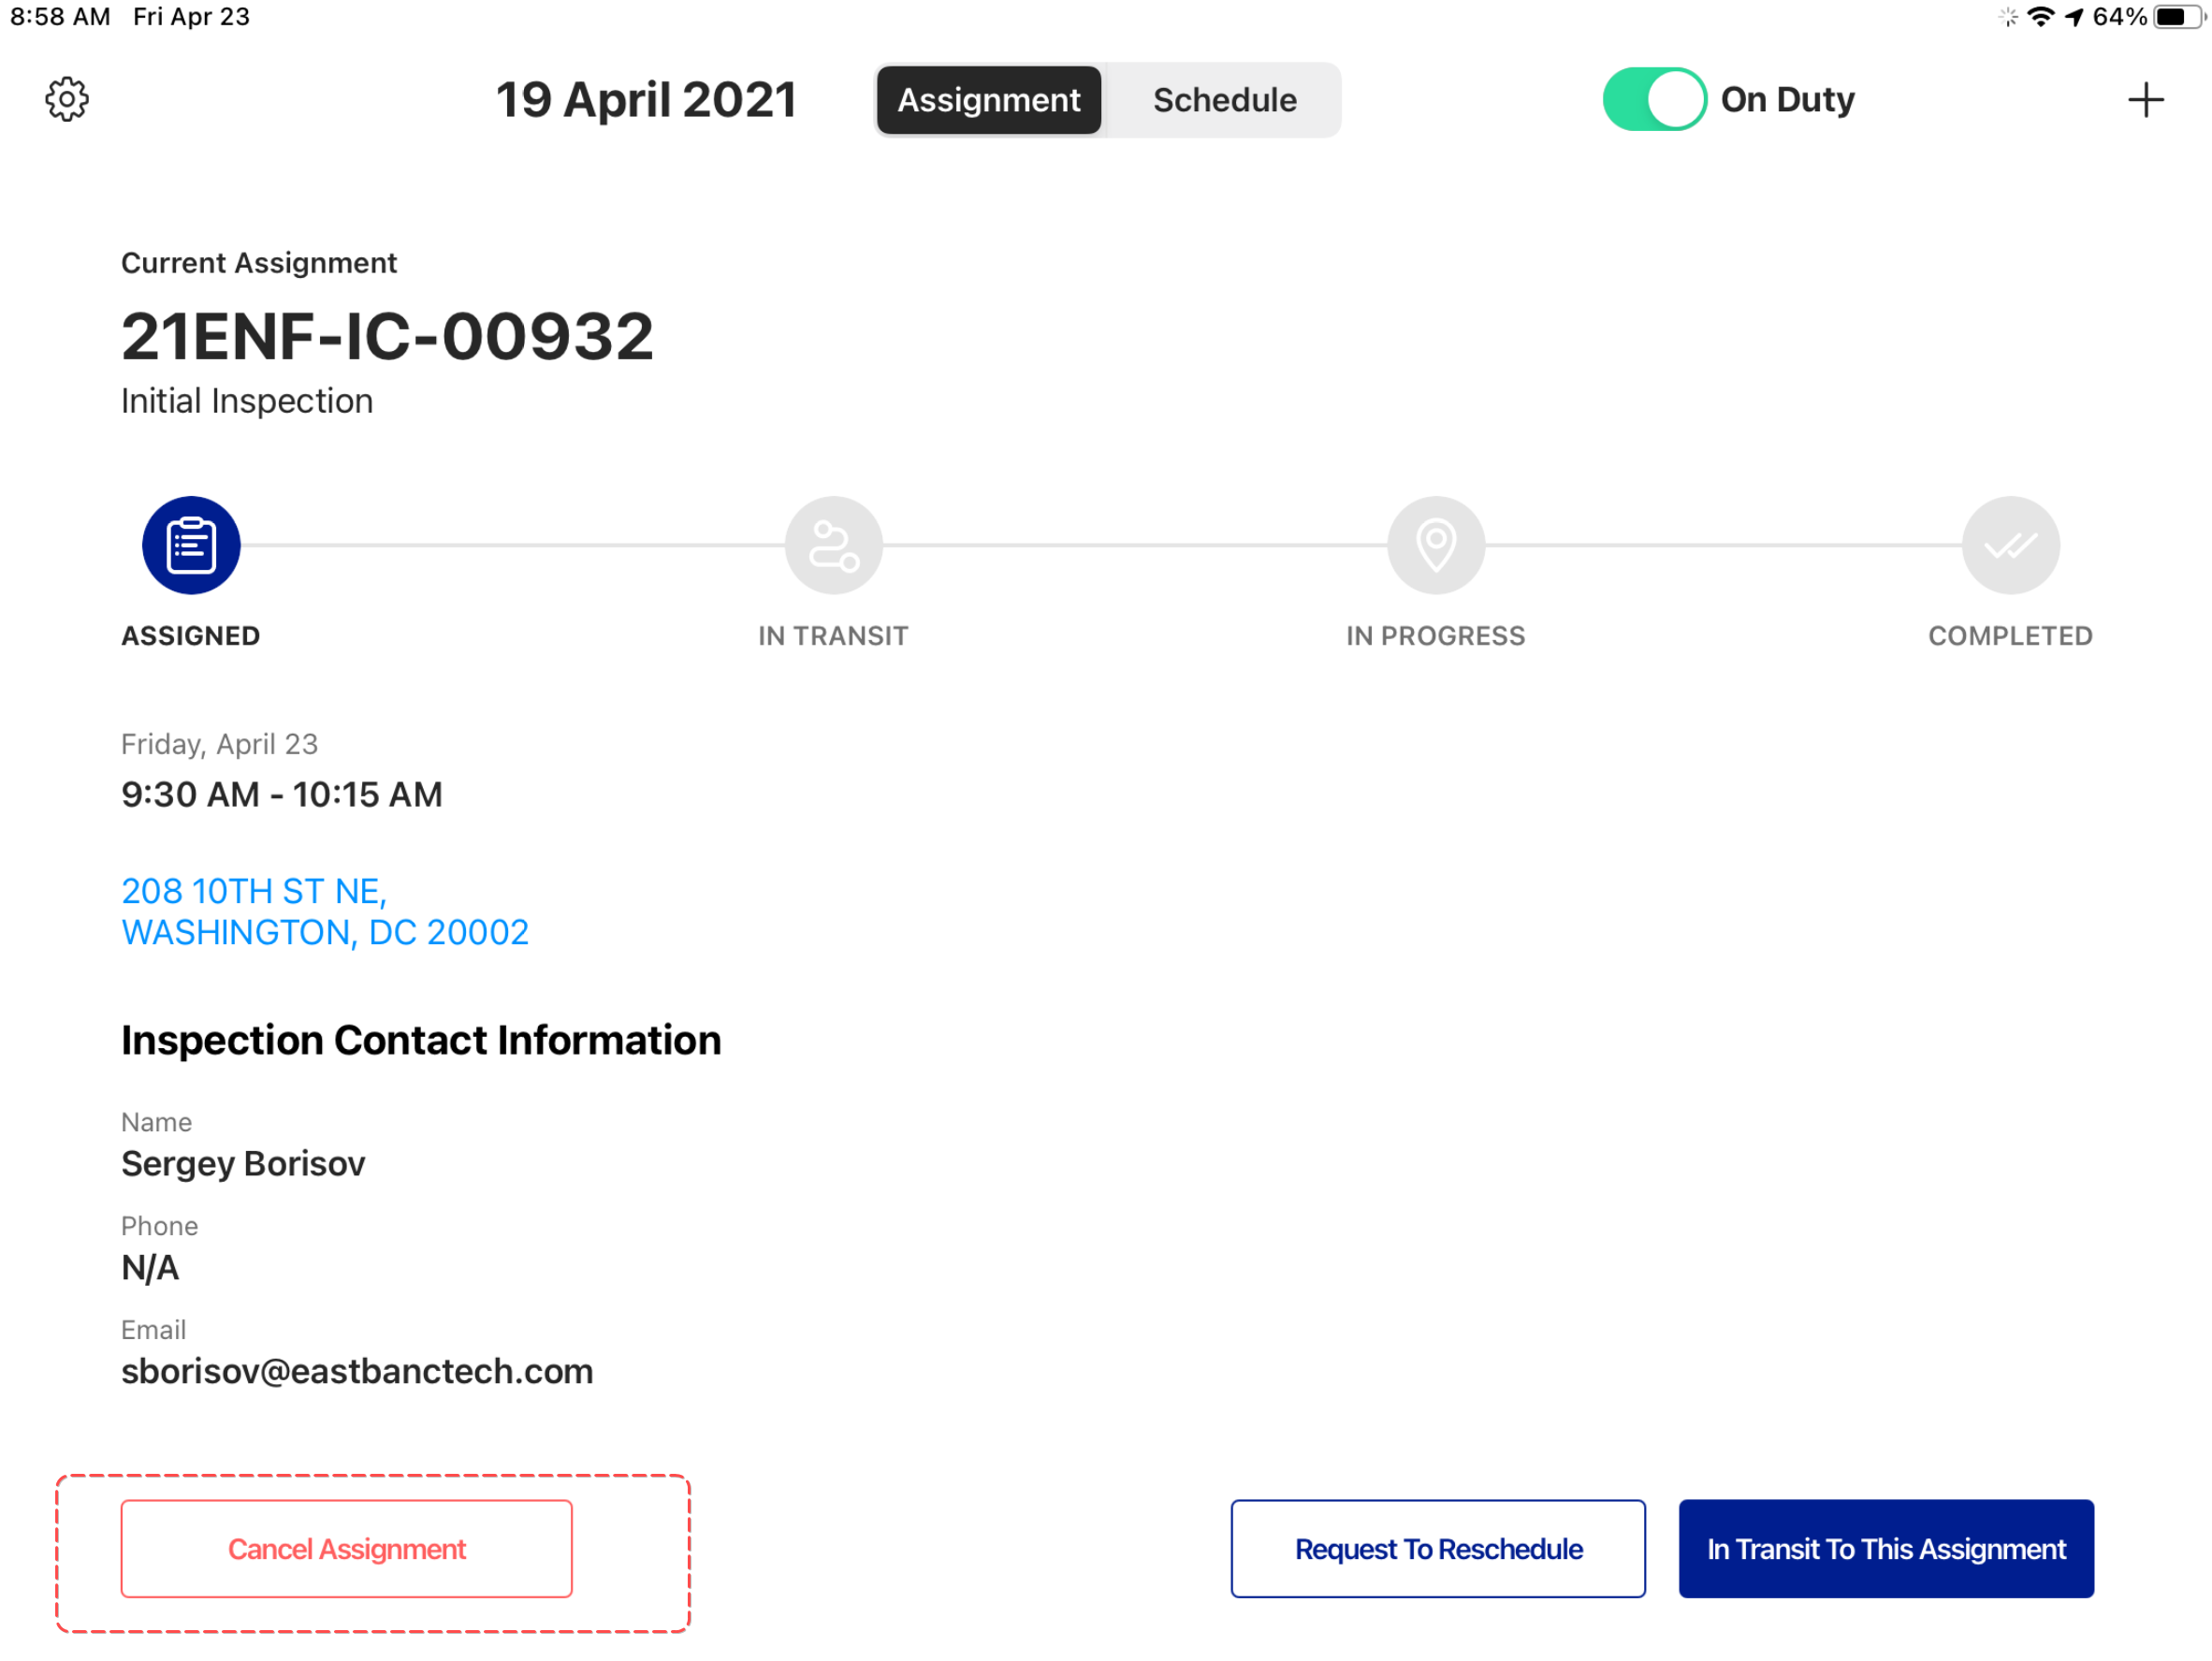 8:58 AM Fri Apr 23 64%
19 April 2021 Assignment Schedule On Duty
Current Assignment
21ENF-IC-00932
Initial Inspection
ASSIGNED IN TRANSIT IN PROGRESS COMPLETED
Friday, April 23
9:30 AM - 10:15 AM
208 10TH ST NE,
WASHINGTON, DC 20002
Inspection Contact Information
Name
Sergey Borisov
Phone
N/A
Email
sborisov@eastbanctech.com
Cancel Assignment Request To Reschedule In Transit To This Assignment